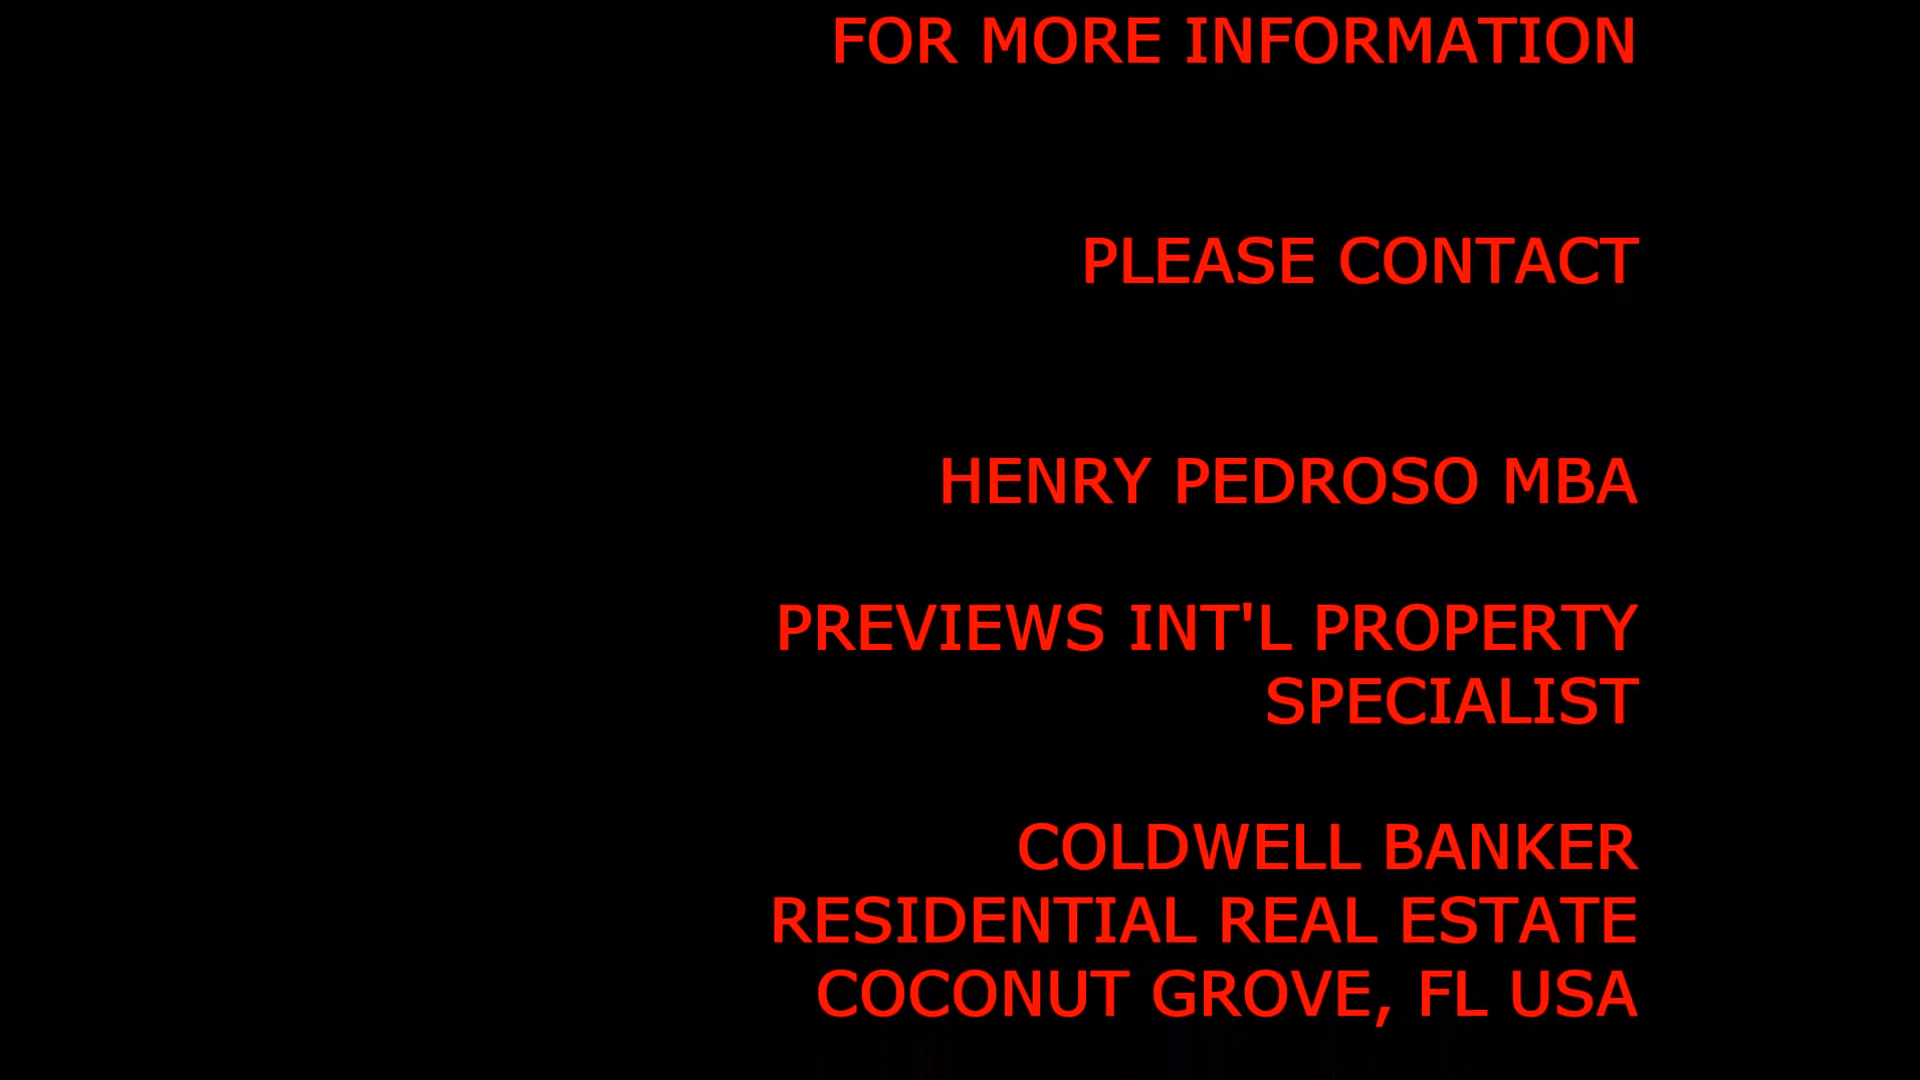 FOR MORE INFORMATION
PLEASE CONTACT
HENRY PEDROSO MBA
PREVIEWS INT'L PROPERTY
SPECIALIST
COLDWELL BANKER
RESIDENTIAL REAL ESTATE
COCONUT GROVE, FL USA